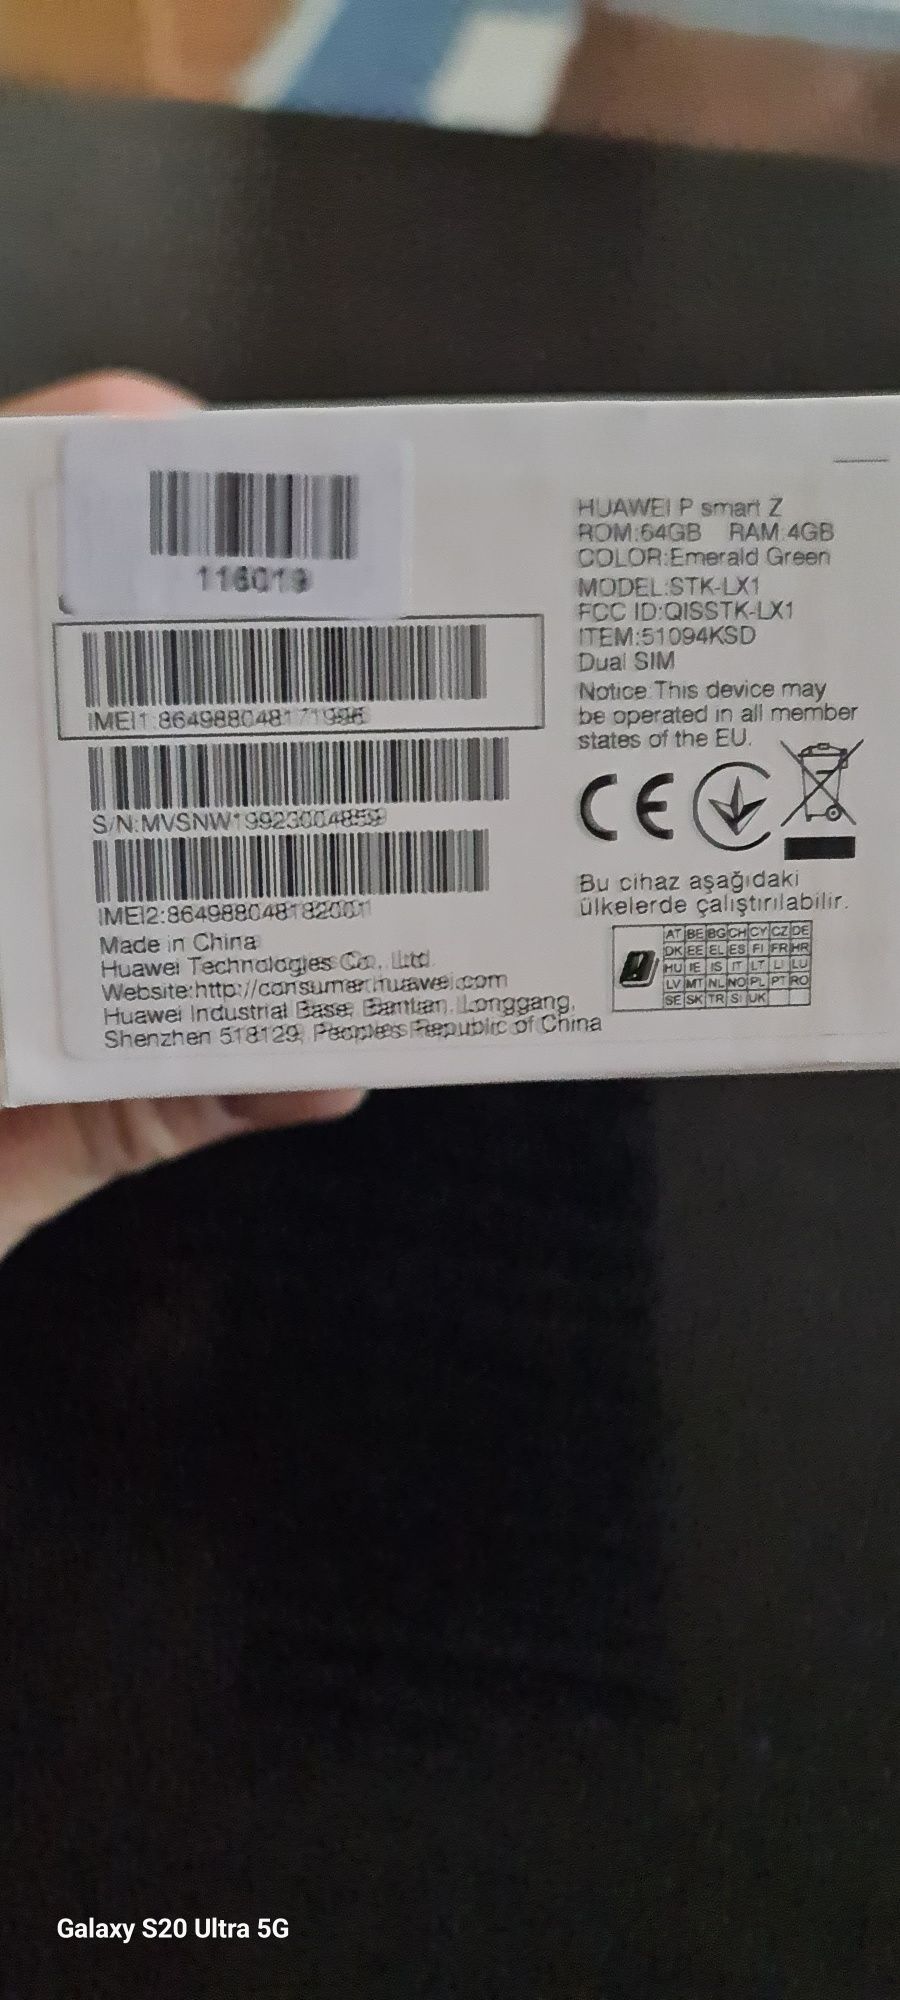 HUAWEI P smart Z
ROM:64GB RAM:4GB
COLOR:Emerald Green
MODEL:STK-LX1
FCC ID:QISSTK-LX1
ITEM:51094KSD
Dual SIM
Notice:This device may
be operated in all member
states of the EU.
CE
Bu cihaz aşağıdaki
ülkelerde çalıştırılabilir.
AT BE BG CH CY CZ DE
DK EE EL ES FI FR HR
HU IE IS IT LT LI LU
LV MT NL NO PL PT RO
SE SK TR SI UK
116019
IMEI1:
S/N:
IMEI2:
Made in China
Huawei Technologies Co., Ltd.
Website:http://consumer.huawei.com
Huawei Industrial Base, Bantian, Longgang,
Shenzhen 518129, People's Republic of China
Galaxy S20 Ultra 5G